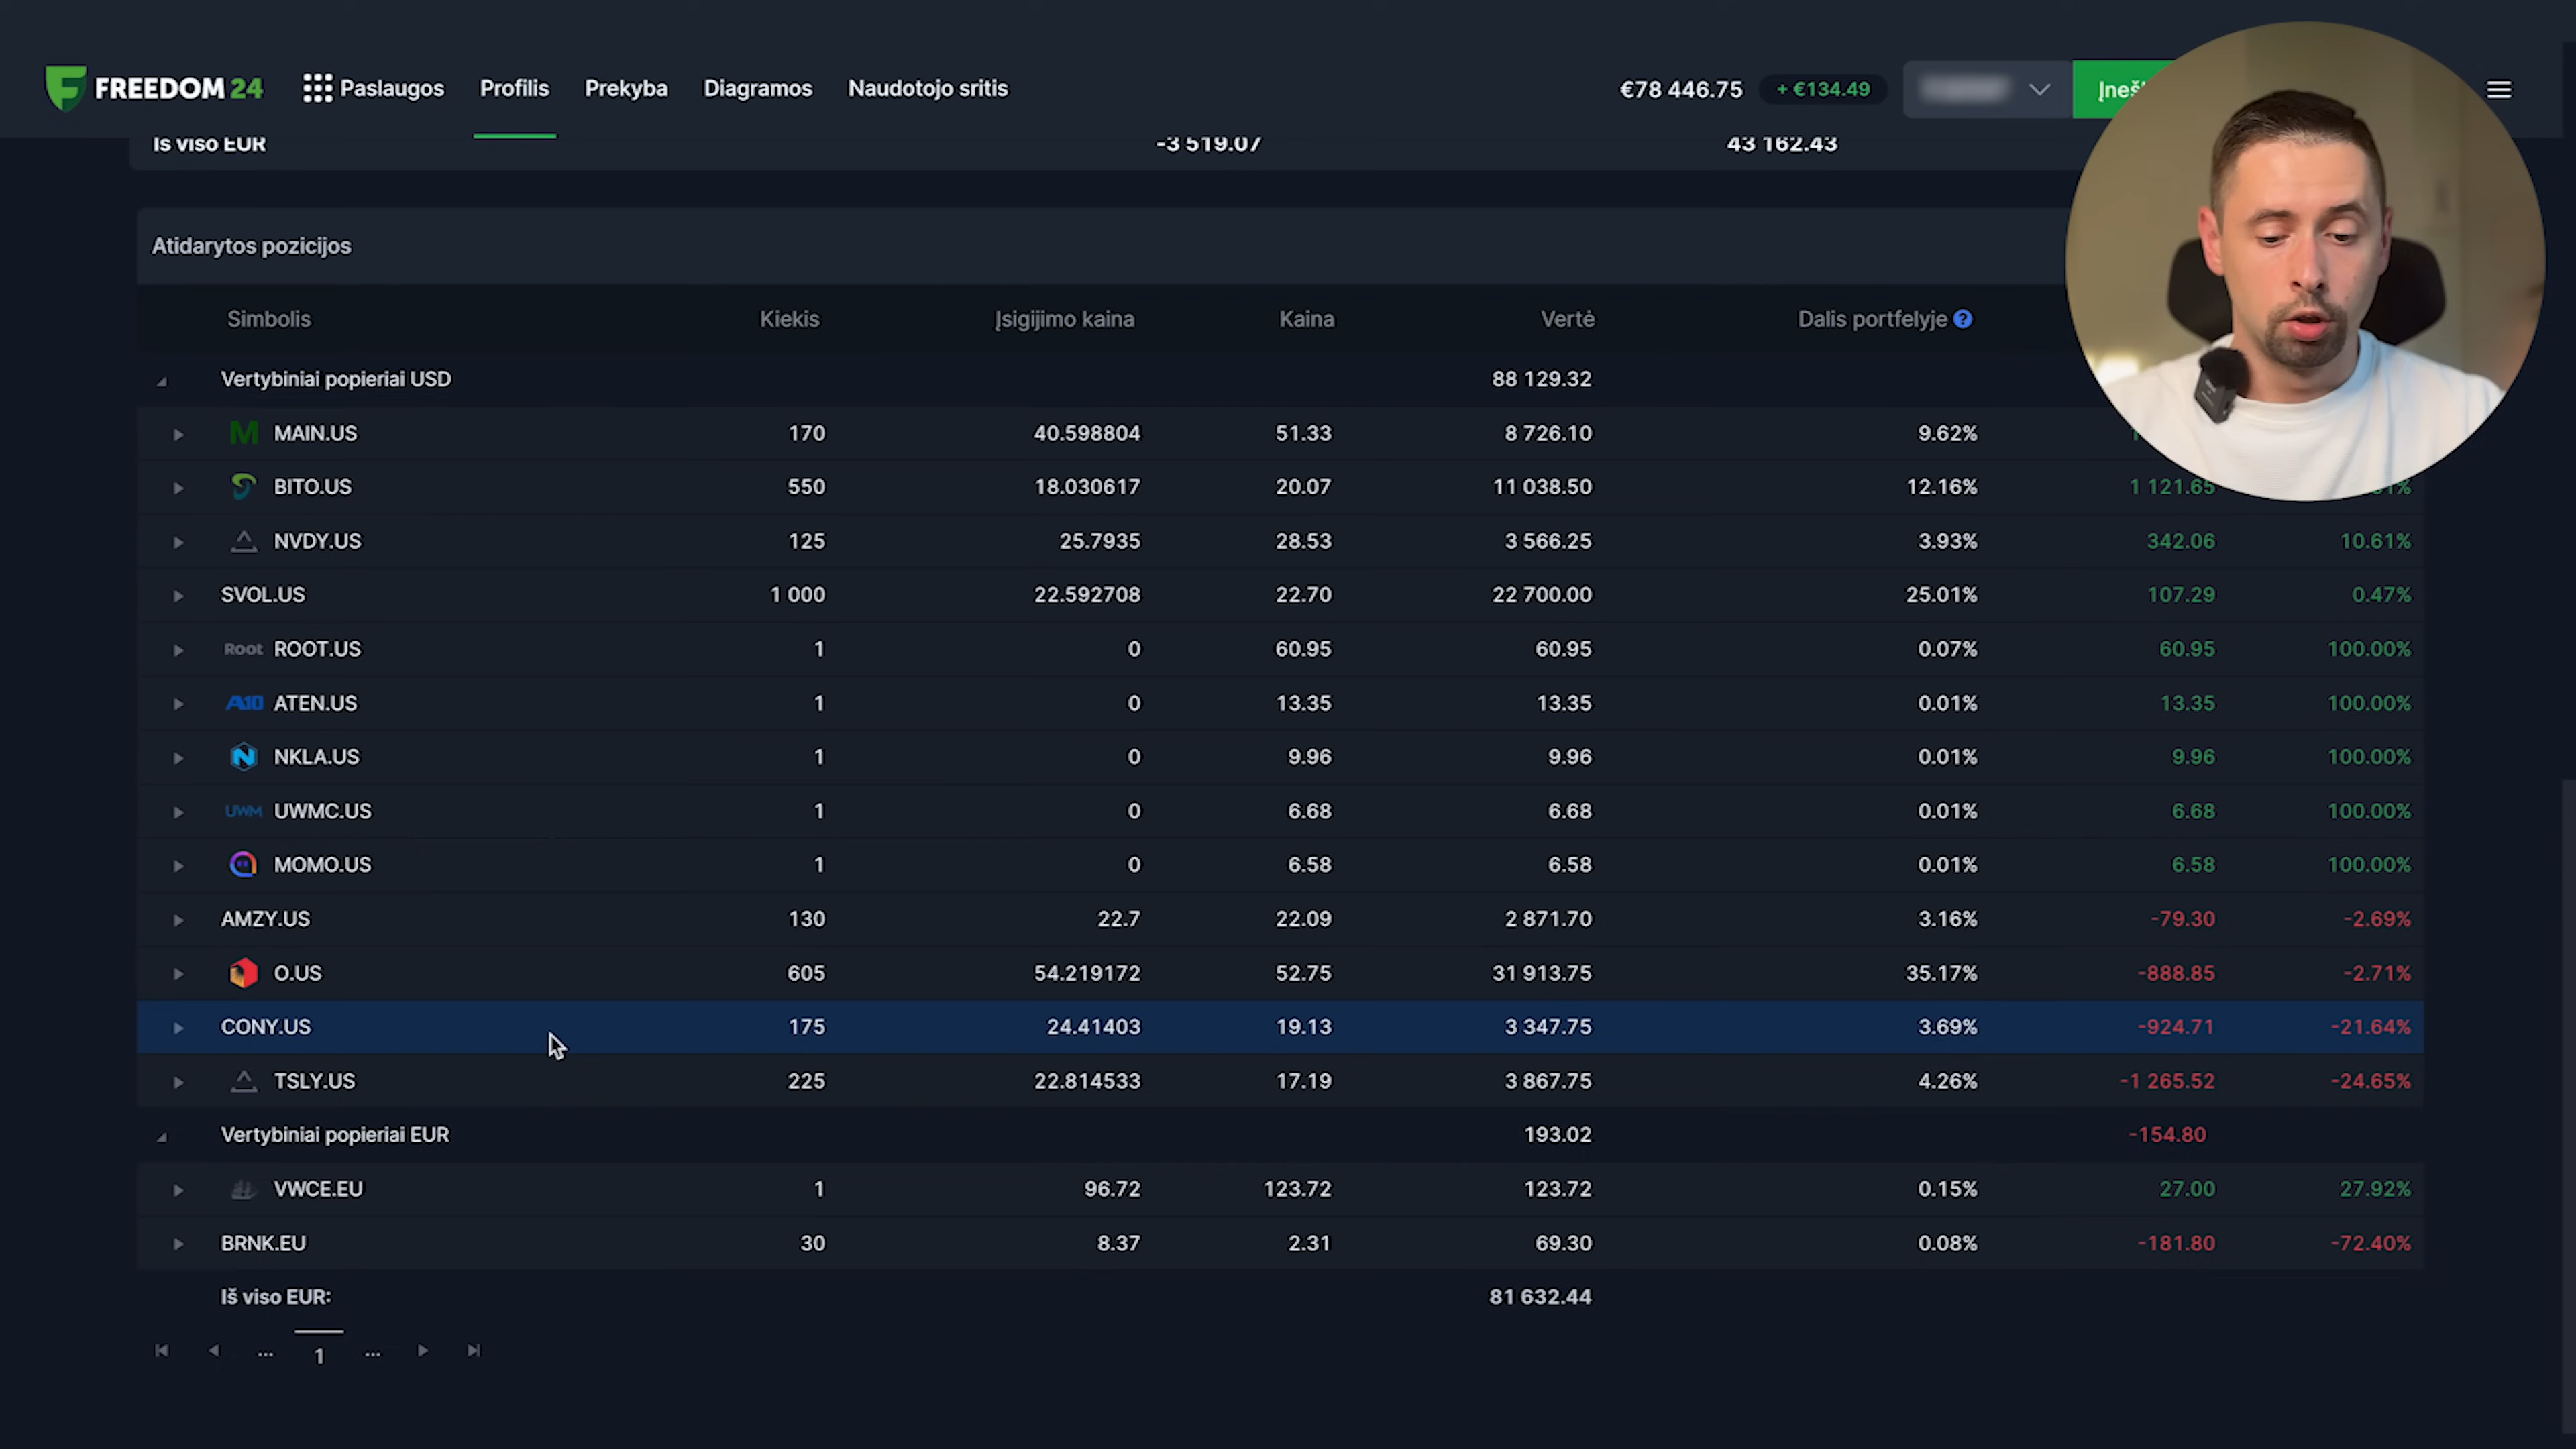 FREEDOM 24 Paslaugos Profilis Prekyba Diagramos Naudotojo sritis €78 446.75 + €134.49
Iš viso EUR -3 519.07 43 162.43
Atidarytos pozicijos
Simbolis Kiekis Įsigijimo kaina Kaina Vertė Dalis portfelyje ?
Vertybiniai popieriai USD 88 129.32
M MAIN.US 170 40.598804 51.33 8 726.10 9.62%
BITO.US 550 18.030617 20.07 11 038.50 12.16% 1 121.65
NVDY.US 125 25.7935 28.53 3 566.25 3.93% 342.06 10.61%
SVOL.US 1 000 22.592708 22.70 22 700.00 25.01% 107.29 0.47%
Root ROOT.US 1 0 60.95 60.95 0.07% 60.95 100.00%
A10 ATEN.US 1 0 13.35 13.35 0.01% 13.35 100.00%
N NKLA.US 1 0 9.96 9.96 0.01% 9.96 100.00%
UWM UWMC.US 1 0 6.68 6.68 0.01% 6.68 100.00%
MOMO.US 1 0 6.58 6.58 0.01% 6.58 100.00%
AMZY.US 130 22.7 22.09 2 871.70 3.16% -79.30 -2.69%
O.US 605 54.219172 52.75 31 913.75 35.17% -888.85 -2.71%
CONY.US 175 24.41403 19.13 3 347.75 3.69% -924.71 -21.64%
TSLY.US 225 22.814533 17.19 3 867.75 4.26% -1 265.52 -24.65%
Vertybiniai popieriai EUR 193.02 -154.80
VWCE.EU 1 96.72 123.72 123.72 0.15% 27.00 27.92%
BRNK.EU 30 8.37 2.31 69.30 0.08% -181.80 -72.40%
Iš viso EUR: 81 632.44
... 1 ...